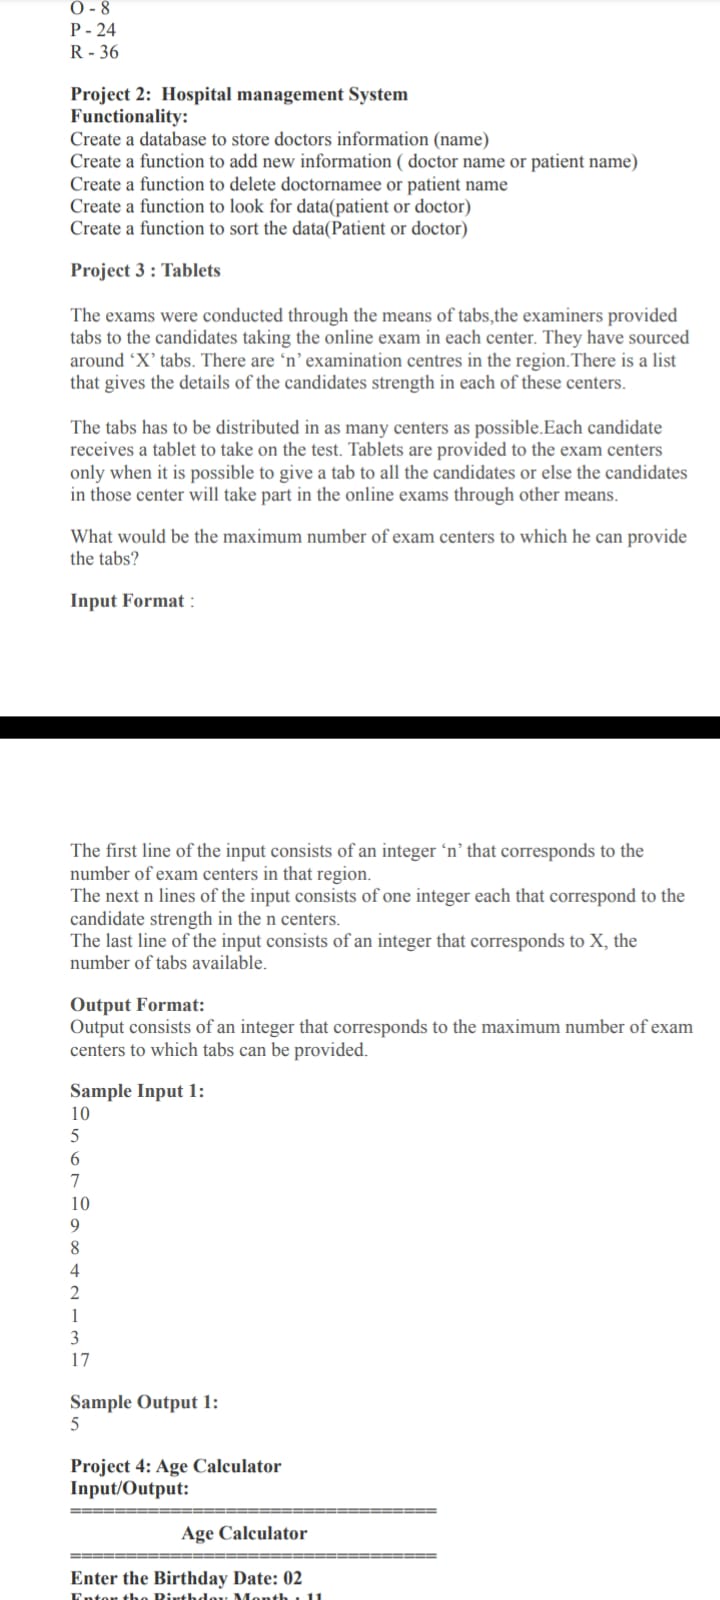 O - 8
P - 24
R - 36
Project 2:  Hospital management System
Functionality:
Create a database to store doctors information (name)
Create a function to add new information ( doctor name or patient name)
Create a function to delete doctornamee or patient name
Create a function to look for data(patient or doctor)
Create a function to sort the data(Patient or doctor)
Project 3 : Tablets
The exams were conducted through the means of tabs,the examiners provided
tabs to the candidates taking the online exam in each center. They have sourced
around ‘X’ tabs. There are ‘n’ examination centres in the region.There is a list
that gives the details of the candidates strength in each of these centers.
The tabs has to be distributed in as many centers as possible.Each candidate
receives a tablet to take on the test. Tablets are provided to the exam centers
only when it is possible to give a tab to all the candidates or else the candidates
in those center will take part in the online exams through other means.
What would be the maximum number of exam centers to which he can provide
the tabs?
Input Format :
The first line of the input consists of an integer ‘n’ that corresponds to the
number of exam centers in that region.
The next n lines of the input consists of one integer each that correspond to the
candidate strength in the n centers.
The last line of the input consists of an integer that corresponds to X, the
number of tabs available.
Output Format:
Output consists of an integer that corresponds to the maximum number of exam
centers to which tabs can be provided.
Sample Input 1:
10
5
6
7
10
9
8
4
2
1
3
17
Sample Output 1:
5
Project 4: Age Calculator
Input/Output:
==================================
Age Calculator
==================================
Enter the Birthday Date: 02
Enter the Birthday Month : 11